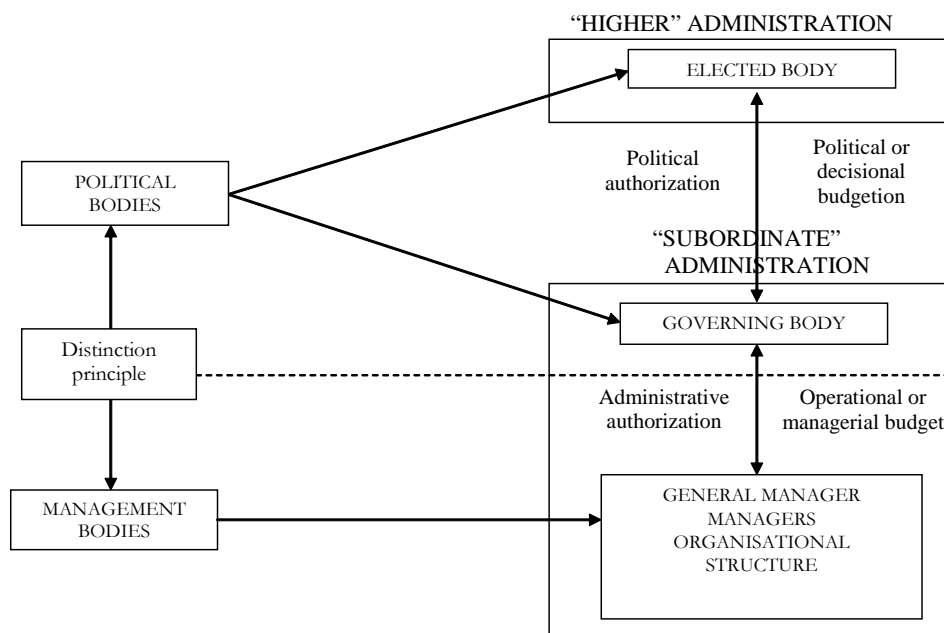 “HIGHER” ADMINISTRATION
ELECTED BODY
Political
authorization
Political or
decisional
budgetion
POLITICAL
BODIES
“SUBORDINATE”
ADMINISTRATION
GOVERNING BODY
Distinction
principle
Administrative
authorization
Operational or
managerial budget
MANAGEMENT
BODIES
GENERAL MANAGER
MANAGERS
ORGANISATIONAL
STRUCTURE